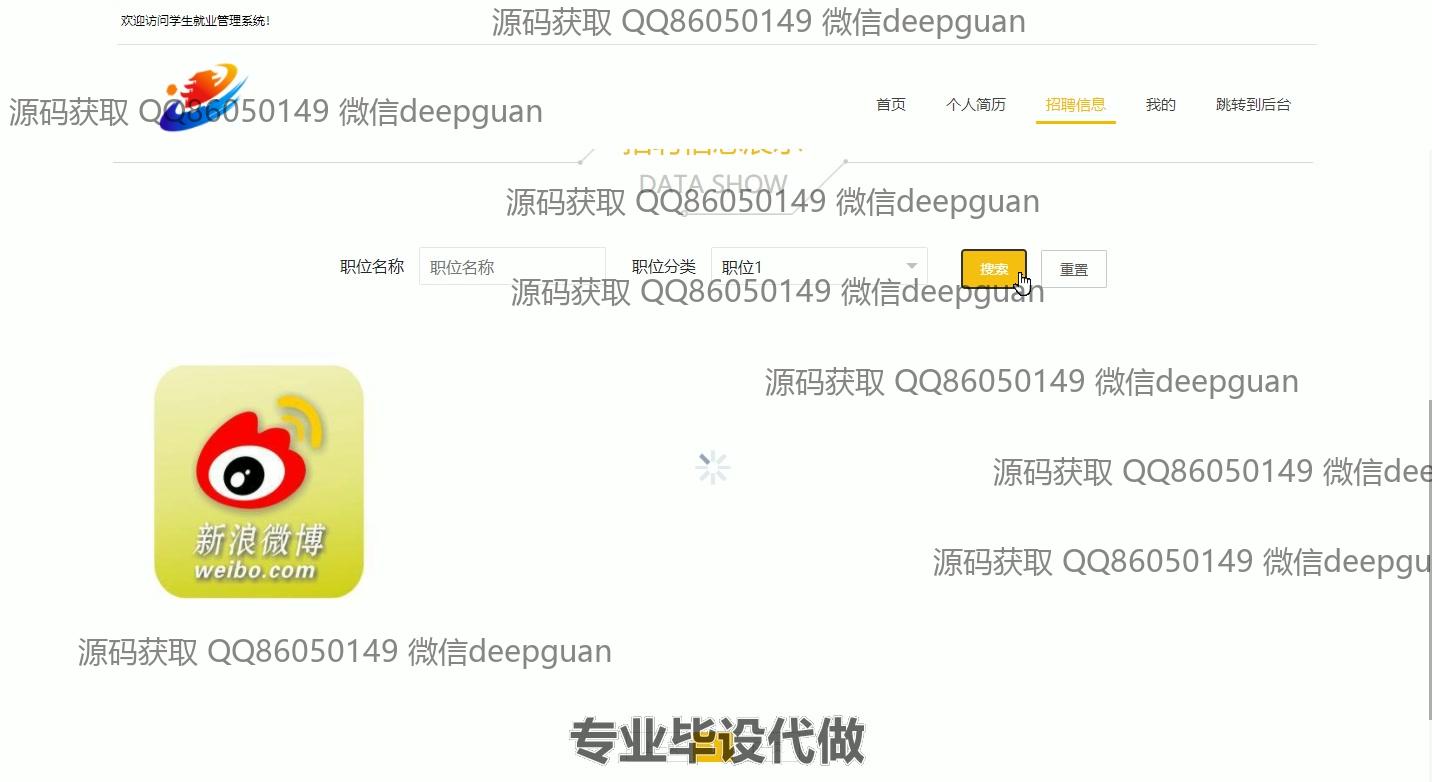 欢迎访问学生就业管理系统!
源码获取 QQ86050149 微信deepguan
源码获取 QQ86050149 微信deepguan
首页 个人简历 招聘信息 我的 跳转到后台
招聘信息展示
DATA SHOW
源码获取 QQ86050149 微信deepguan
职位名称 职位名称 职位分类 职位1 搜索 重置
源码获取 QQ86050149 微信deepguan
源码获取 QQ86050149 微信deepguan
源码获取 QQ86050149 微信dee
新浪微博
weibo.com
源码获取 QQ86050149 微信deepgu
源码获取 QQ86050149 微信deepguan
专业毕设代做